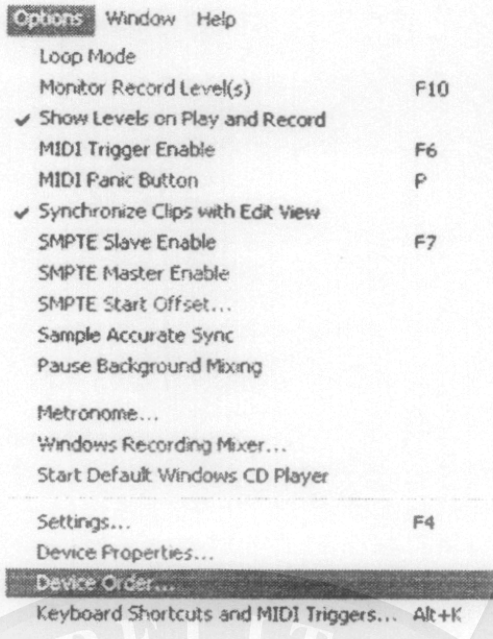 Options Window Help
Loop Mode
Monitor Record Level(s) F10
✓ Show Levels on Play and Record
MIDI Trigger Enable F6
MIDI Panic Button P
✓ Synchronize Clips with Edit View
SMPTE Slave Enable F7
SMPTE Master Enable
SMPTE Start Offset...
Sample Accurate Sync
Pause Background Mixing
Metronome...
Windows Recording Mixer...
Start Default Windows CD Player
Settings... F4
Device Properties...
Device Order...
Keyboard Shortcuts and MIDI Triggers... Alt+K